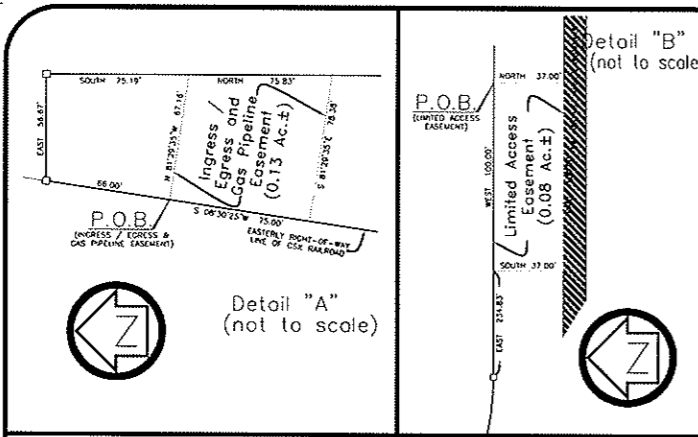 SOUTH 75.19'
NORTH 75.83'
EAST 56.67'
N 81°29'35"W 67.16'
Ingress /
Egress and
Gas Pipeline
Easement
(0.13 Ac.±)
S 81°29'35"E 78.38'
66.00'
S 08°30'25"W 75.00'
P.O.B.
(INGRESS / EGRESS &
GAS PIPELINE EASEMENT)
EASTERLY RIGHT-OF-WAY
LINE OF CSX RAILROAD
Detail "A"
(not to scale)
N
Detail "B"
(not to scale
NORTH 37.00'
P.O.B.
(LIMITED ACCESS
EASEMENT)
WEST 100.00'
Limited Access
Easement
(0.08 Ac.±)
SOUTH 37.00'
EAST 234.83'
N